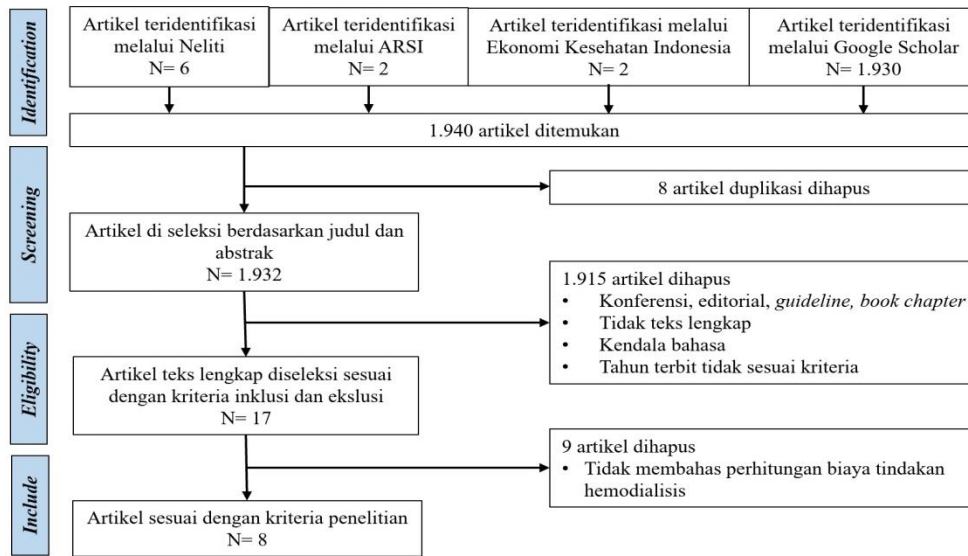 Identification
Artikel teridentifikasi
melalui Neliti
N= 6
Artikel teridentifikasi
melalui ARSI
N= 2
Artikel teridentifikasi melalui
Ekonomi Kesehatan Indonesia
N= 2
Artikel teridentifikasi
melalui Google Scholar
N= 1.930
1.940 artikel ditemukan
Screening
8 artikel duplikasi dihapus
Artikel di seleksi berdasarkan judul dan
abstrak
N= 1.932
1.915 artikel dihapus
• Konferensi, editorial, guideline, book chapter
• Tidak teks lengkap
• Kendala bahasa
• Tahun terbit tidak sesuai kriteria
Eligibility
Artikel teks lengkap diseleksi sesuai
dengan kriteria inklusi dan ekslusi
N= 17
9 artikel dihapus
• Tidak membahas perhitungan biaya tindakan
hemodialisis
Include
Artikel sesuai dengan kriteria penelitian
N= 8